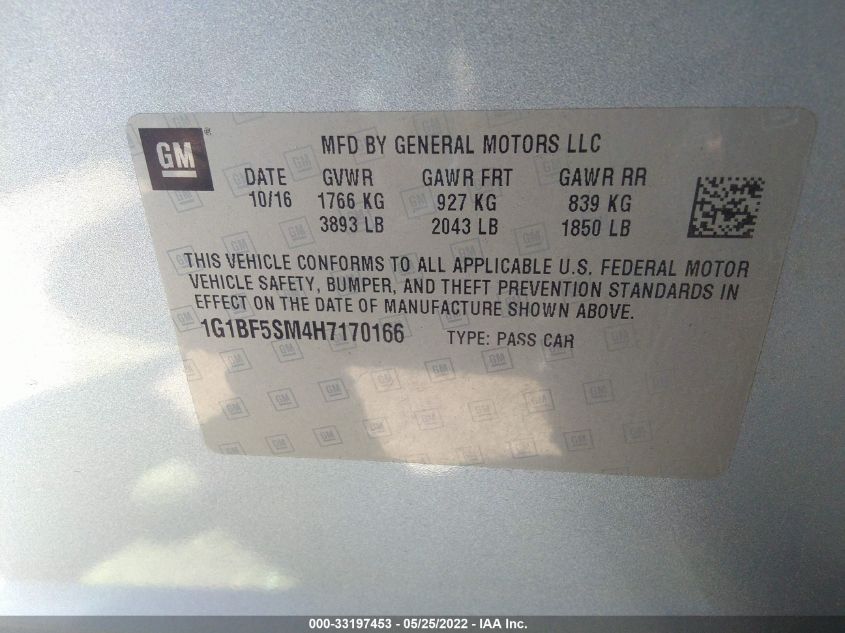 GM
MFD BY GENERAL MOTORS LLC
DATE GVWR GAWR FRT GAWR RR
10/16 1766 KG 927 KG 839 KG
3893 LB 2043 LB 1850 LB
THIS VEHICLE CONFORMS TO ALL APPLICABLE U.S. FEDERAL MOTOR
VEHICLE SAFETY, BUMPER, AND THEFT PREVENTION STANDARDS IN
EFFECT ON THE DATE OF MANUFACTURE SHOWN ABOVE.
1G1BF5SM4H7170166 TYPE: PASS CAR
000-33197453 - 05/25/2022 - IAA Inc.